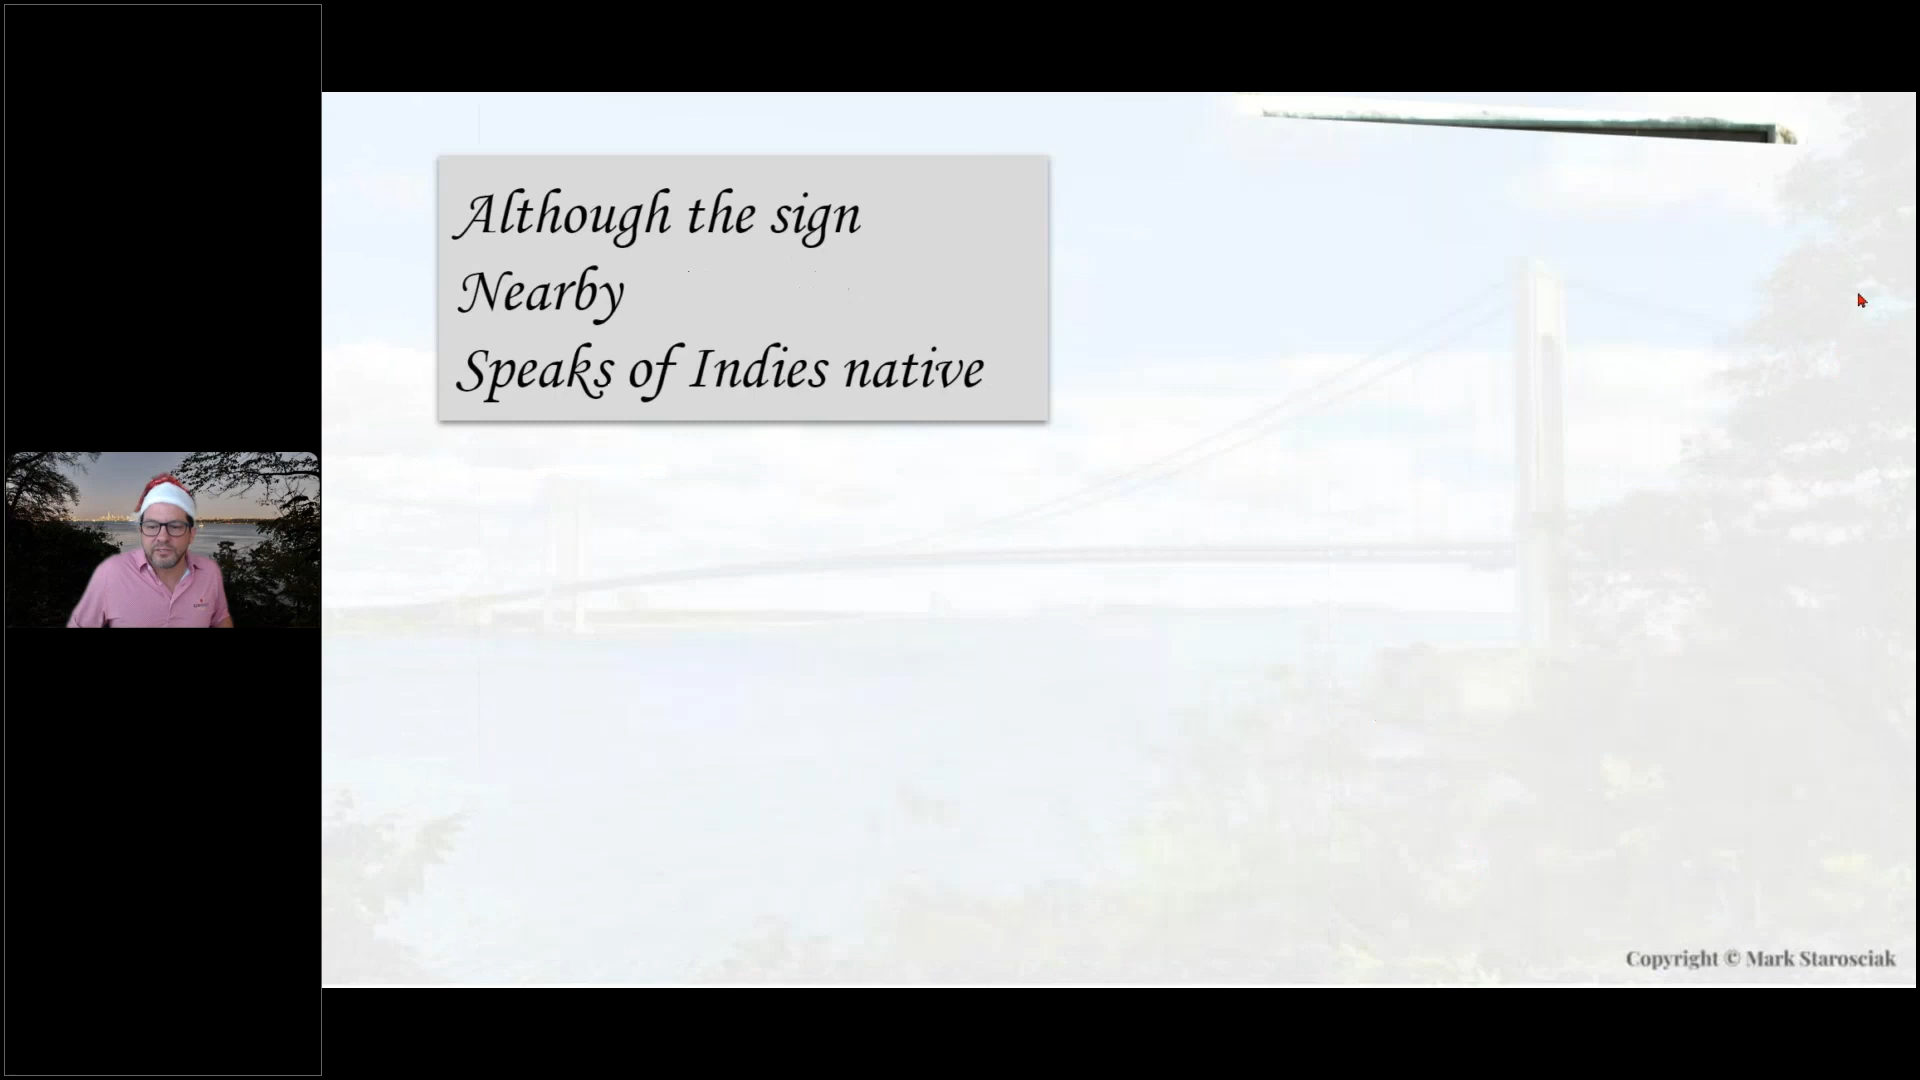 Although the sign
Nearby
Speaks of Indies native
Copyright © Mark Starosciak